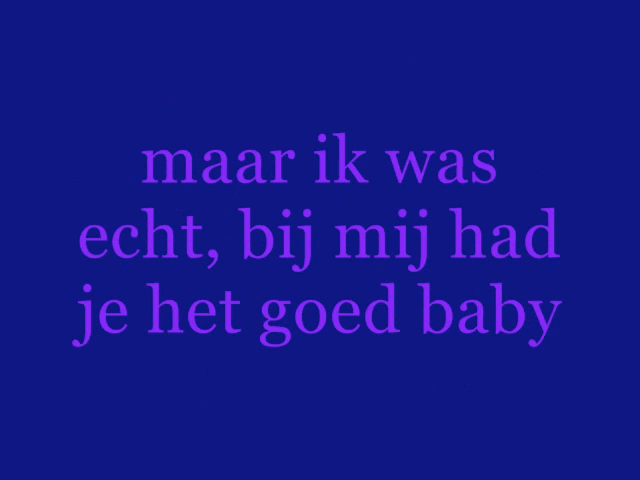 maar ik was
echt, bij mij had
je het goed baby